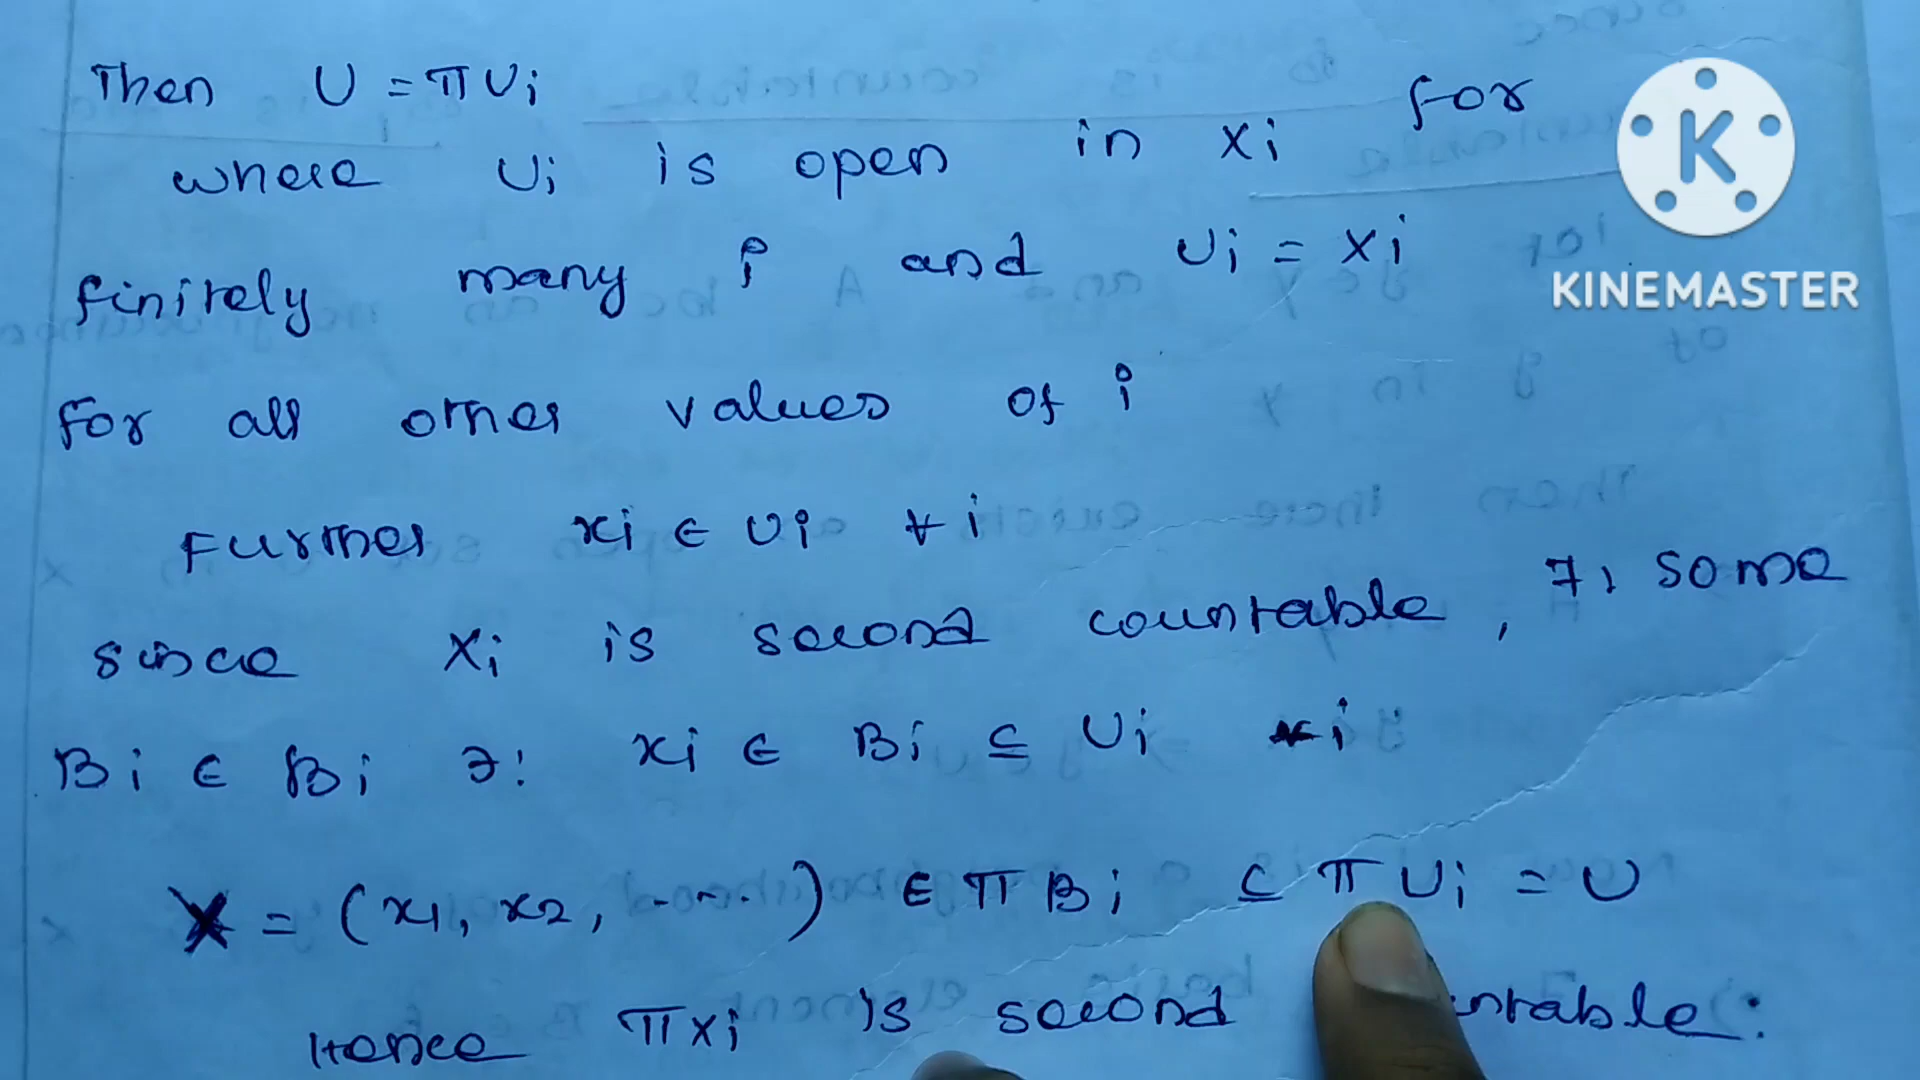 Then U = πUi
where Ui is open in Xi for
finitely many i and Ui = Xi
for all other values of i
Further xi ∈ Ui ∀ i
since Xi is second countable, ∃, some
Bi ∈ Bi ∋: xi ∈ Bi ⊆ Ui ∀ i
X = (x1, x2, ....) ∈ π Bi ⊆ π Ui = U
Hence πXi is second
K
KINEMASTER